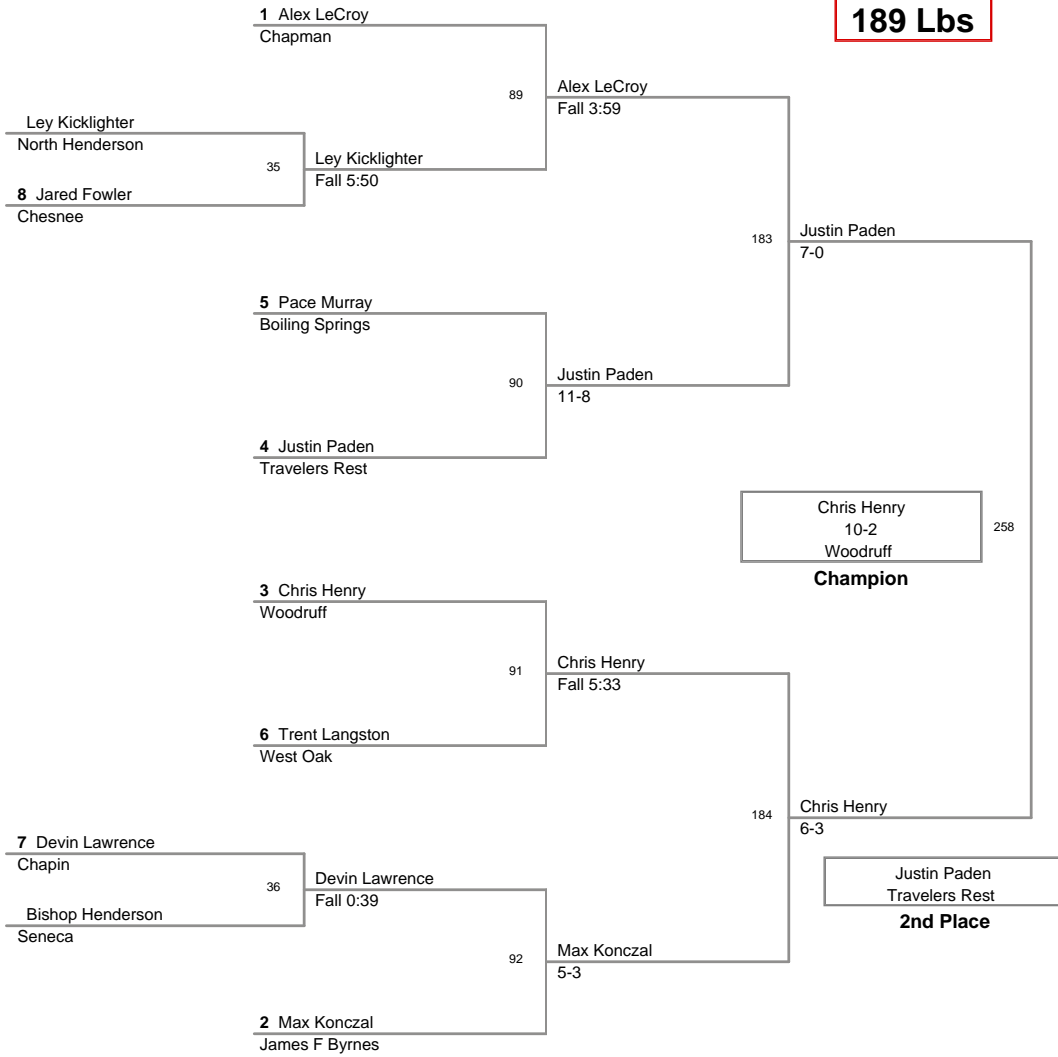 189 Lbs
1 Alex LeCroy
Chapman
89
Alex LeCroy
Fall 3:59
Ley Kicklighter
North Henderson
35
Ley Kicklighter
Fall 5:50
8 Jared Fowler
Chesnee
183
Justin Paden
7-0
5 Pace Murray
Boiling Springs
90
Justin Paden
11-8
4 Justin Paden
Travelers Rest
Chris Henry
10-2
Woodruff
258
Champion
3 Chris Henry
Woodruff
91
Chris Henry
Fall 5:33
6 Trent Langston
West Oak
184
Chris Henry
6-3
7 Devin Lawrence
Chapin
36
Devin Lawrence
Fall 0:39
Bishop Henderson
Seneca
Justin Paden
Travelers Rest
2nd Place
92
Max Konczal
5-3
2 Max Konczal
James F Byrnes